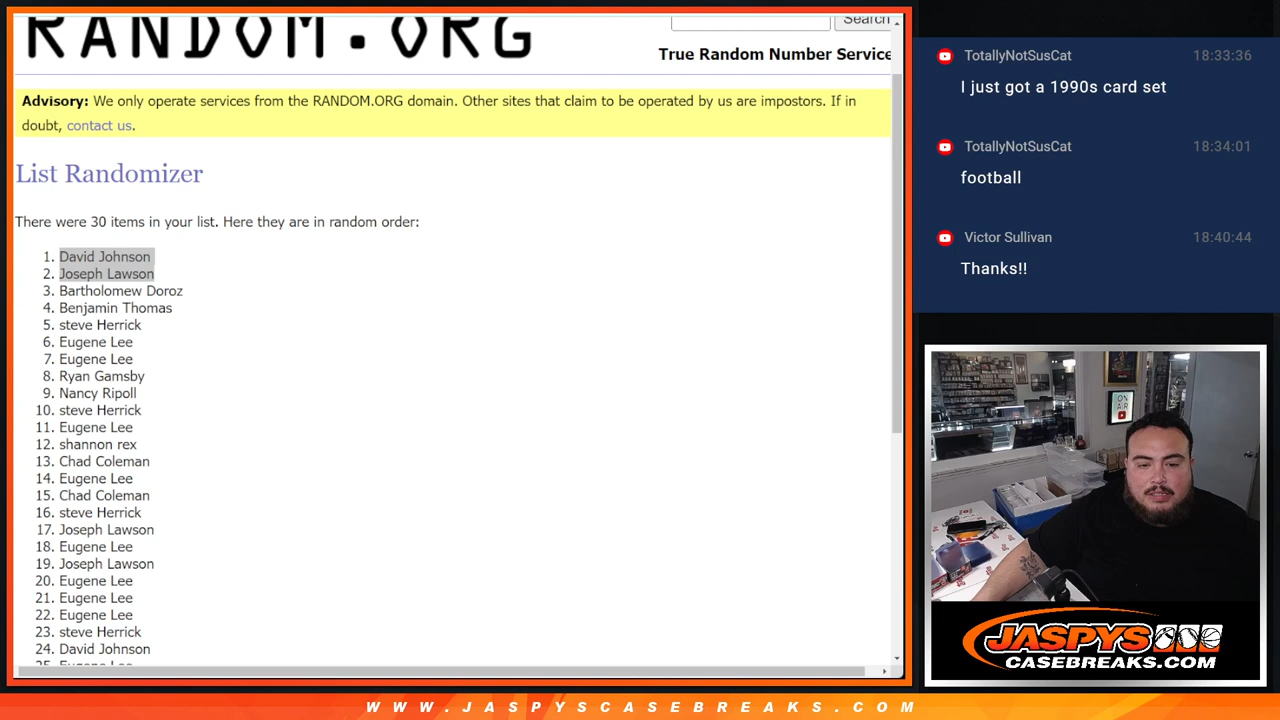 RANDOM.ORG
Search
True Random Number Service
Advisory: We only operate services from the RANDOM.ORG domain. Other sites that claim to be operated by us are impostors. If in
doubt, contact us.
List Randomizer
There were 30 items in your list. Here they are in random order:
1. David Johnson
2. Joseph Lawson
3. Bartholomew Doroz
4. Benjamin Thomas
5. steve Herrick
6. Eugene Lee
7. Eugene Lee
8. Ryan Gamsby
9. Nancy Ripoll
10. steve Herrick
11. Eugene Lee
12. shannon rex
13. Chad Coleman
14. Eugene Lee
15. Chad Coleman
16. steve Herrick
17. Joseph Lawson
18. Eugene Lee
19. Joseph Lawson
20. Eugene Lee
21. Eugene Lee
22. Eugene Lee
23. steve Herrick
24. David Johnson
25. Eugene Lee
TotallyNotSusCat 18:33:36
I just got a 1990s card set
TotallyNotSusCat 18:34:01
football
Victor Sullivan 18:40:44
Thanks!!
ON
AIR
JASPYS
CASEBREAKS.COM
WWW.JASPYSCASEBREAKS.COM